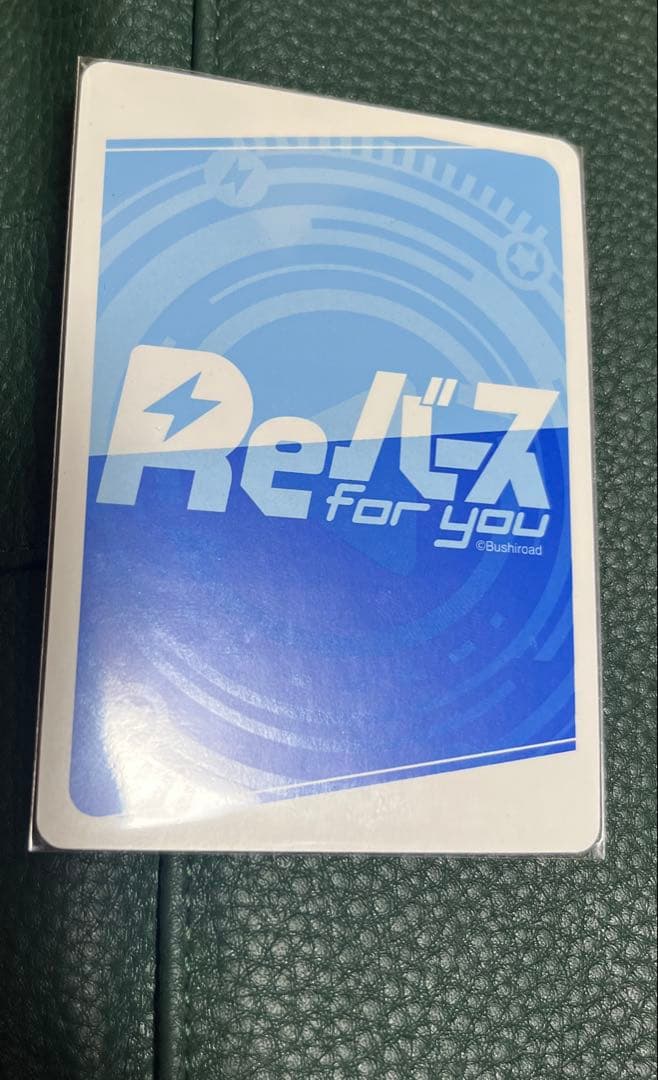 Reバース
for you
©Bushiroad